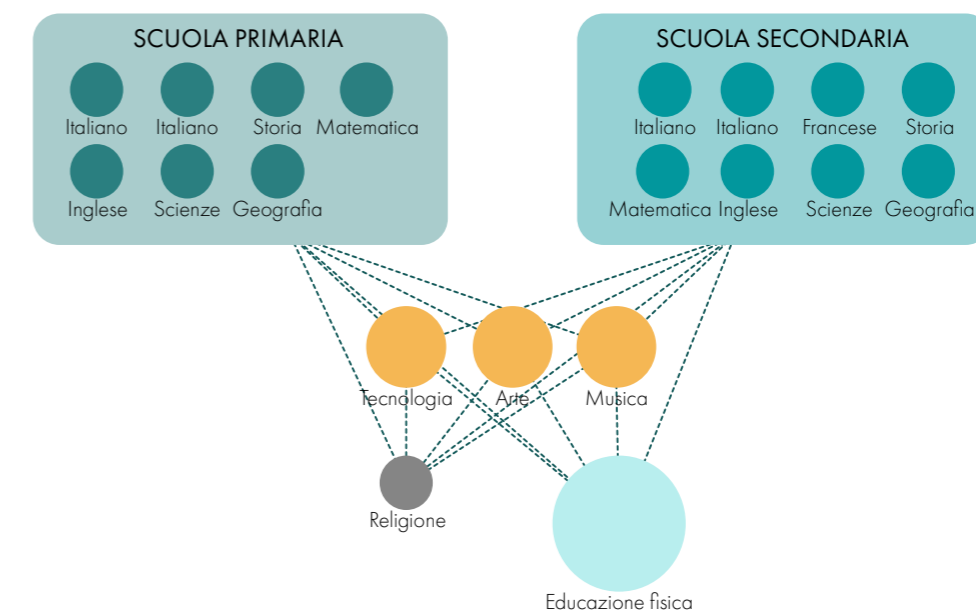 SCUOLA PRIMARIA
Italiano Italiano Storia Matematica
Inglese Scienze Geografia
SCUOLA SECONDARIA
Italiano Italiano Francese Storia
Matematica Inglese Scienze Geografia
Tecnologia Arte Musica
Religione
Educazione fisica